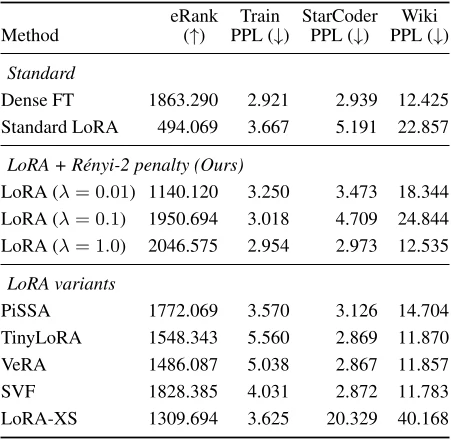 eRank Train StarCoder Wiki
Method (↑) PPL (↓) PPL (↓) PPL (↓)
Standard
Dense FT 1863.290 2.921 2.939 12.425
Standard LoRA 494.069 3.667 5.191 22.857
LoRA + Rényi-2 penalty (Ours)
LoRA (λ = 0.01) 1140.120 3.250 3.473 18.344
LoRA (λ = 0.1) 1950.694 3.018 4.709 24.844
LoRA (λ = 1.0) 2046.575 2.954 2.973 12.535
LoRA variants
PiSSA 1772.069 3.570 3.126 14.704
TinyLoRA 1548.343 5.560 2.869 11.870
VeRA 1486.087 5.038 2.867 11.857
SVF 1828.385 4.031 2.872 11.783
LoRA-XS 1309.694 3.625 20.329 40.168